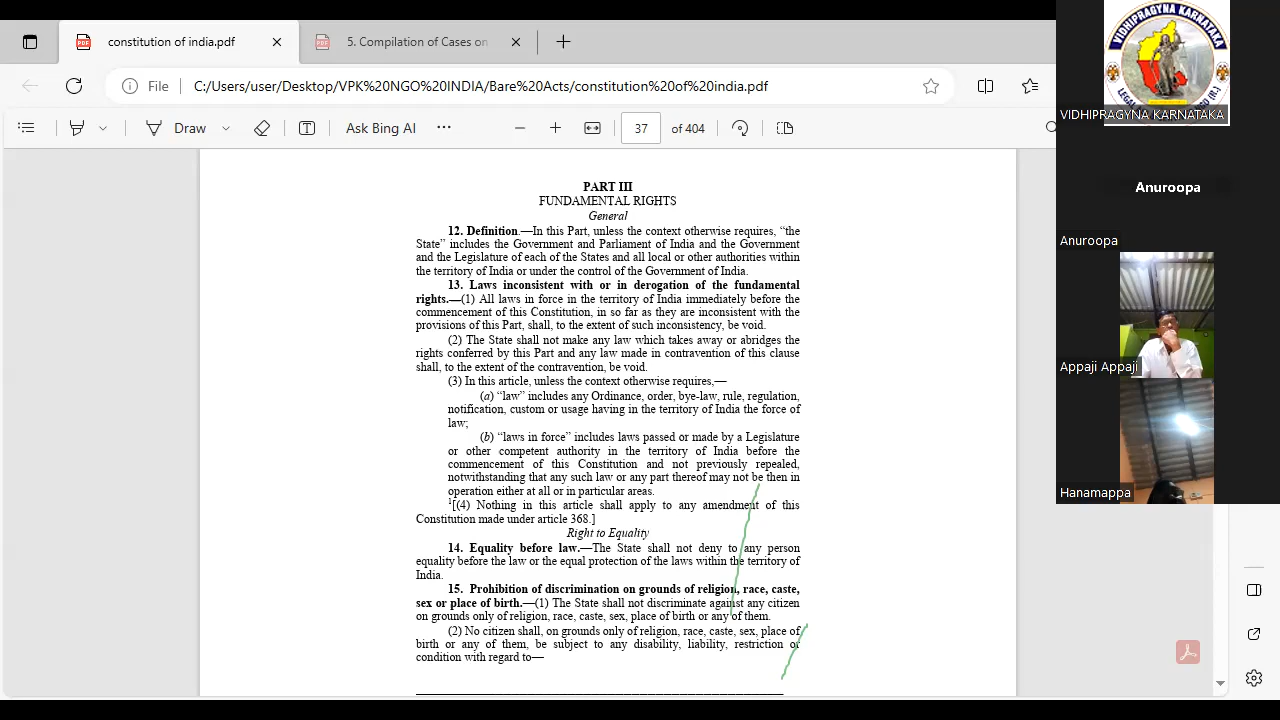 constitution of india.pdf
5. Compilation of Cases on
File
C:/Users/user/Desktop/VPK%20NGO%20INDIA/Bare%20Acts/constitution%20of%20india.pdf
Draw
Ask Bing AI
37
of 404
PART III
FUNDAMENTAL RIGHTS
General
12. Definition.—In this Part, unless the context otherwise requires, “the
State” includes the Government and Parliament of India and the Government
and the Legislature of each of the States and all local or other authorities within
the territory of India or under the control of the Government of India.
13. Laws inconsistent with or in derogation of the fundamental
rights.—(1) All laws in force in the territory of India immediately before the
commencement of this Constitution, in so far as they are inconsistent with the
provisions of this Part, shall, to the extent of such inconsistency, be void.
(2) The State shall not make any law which takes away or abridges the
rights conferred by this Part and any law made in contravention of this clause
shall, to the extent of the contravention, be void.
(3) In this article, unless the context otherwise requires,—
(a) “law” includes any Ordinance, order, bye-law, rule, regulation,
notification, custom or usage having in the territory of India the force of
law;
(b) “laws in force” includes laws passed or made by a Legislature
or other competent authority in the territory of India before the
commencement of this Constitution and not previously repealed,
notwithstanding that any such law or any part thereof may not be then in
operation either at all or in particular areas.
1[(4) Nothing in this article shall apply to any amendment of this
Constitution made under article 368.]
Right to Equality
14. Equality before law.—The State shall not deny to any person
equality before the law or the equal protection of the laws within the territory of
India.
15. Prohibition of discrimination on grounds of religion, race, caste,
sex or place of birth.—(1) The State shall not discriminate against any citizen
on grounds only of religion, race, caste, sex, place of birth or any of them.
(2) No citizen shall, on grounds only of religion, race, caste, sex, place of
birth or any of them, be subject to any disability, liability, restriction or
condition with regard to—
VIDHIPRAGYNA KARNATAKA
VIDHIPRAGYNA KARNATAKA
Anuroopa
Anuroopa
Appaji Appaji
Hanamappa